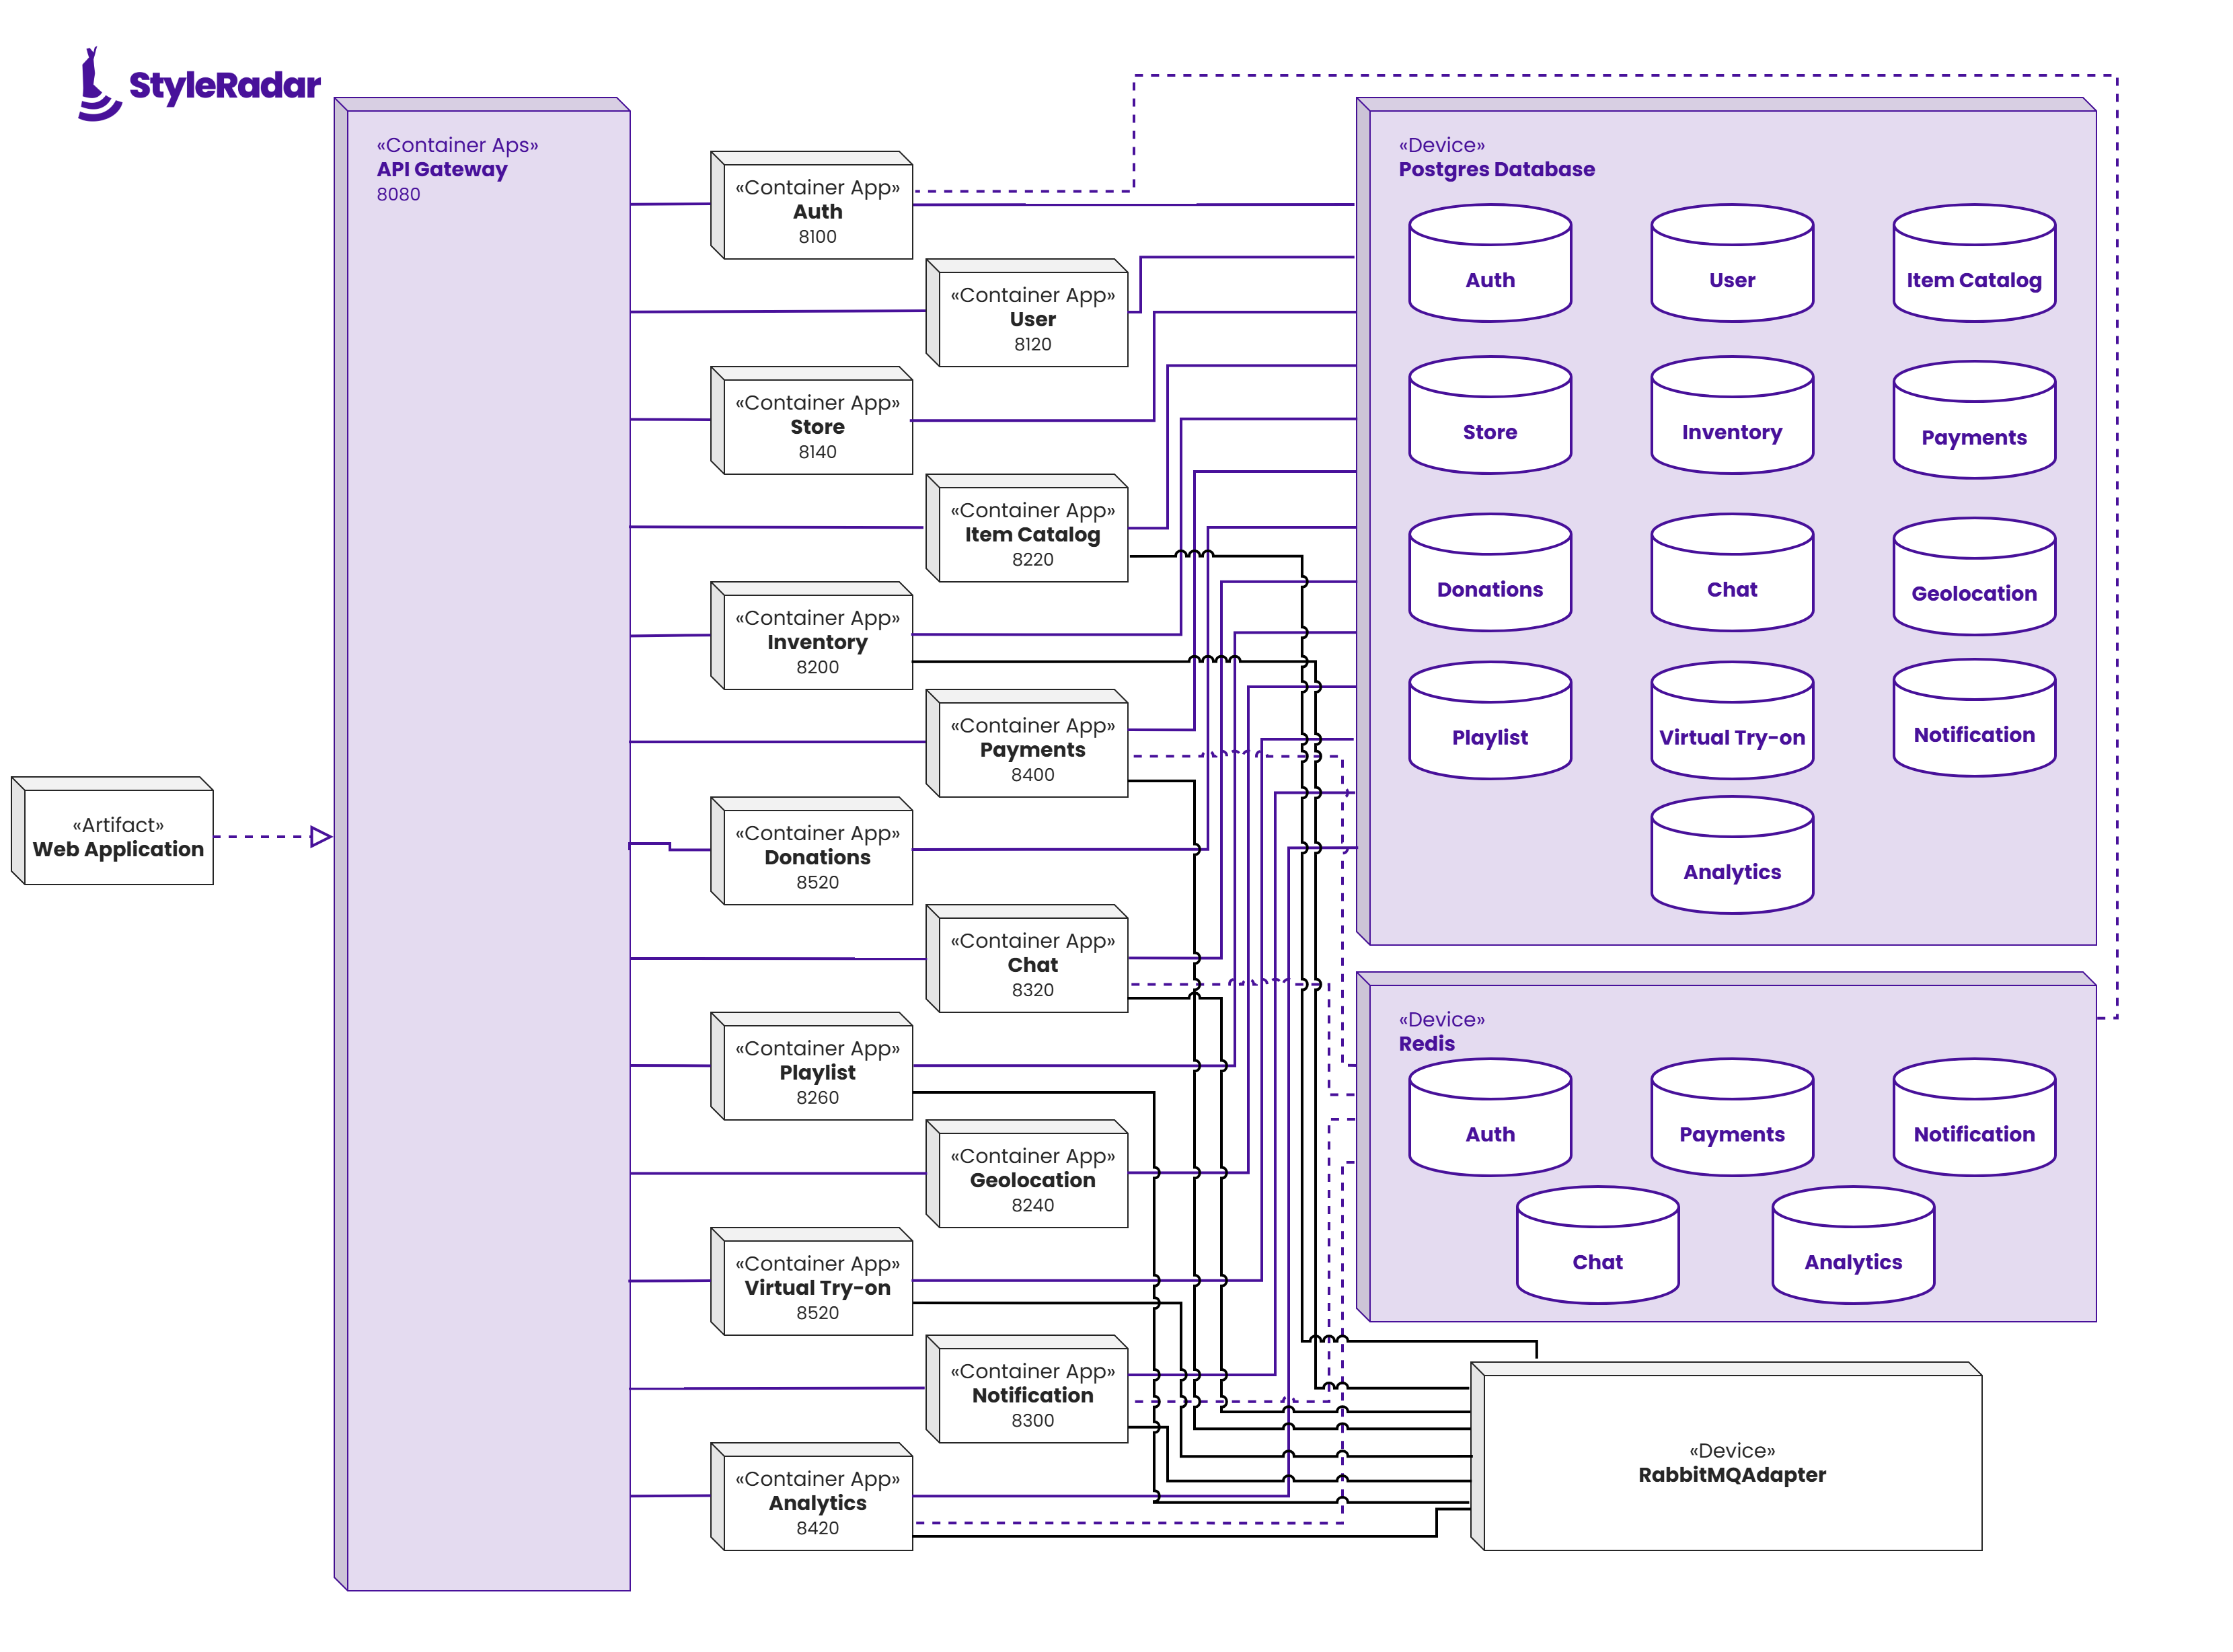 StyleRadar
«Container Aps»
API Gateway
8080
«Artifact»
Web Application
«Container App»
Auth
8100
«Container App»
User
8120
«Container App»
Store
8140
«Container App»
Item Catalog
8220
«Container App»
Inventory
8200
«Container App»
Payments
8400
«Container App»
Donations
8520
«Container App»
Chat
8320
«Container App»
Playlist
8260
«Container App»
Geolocation
8240
«Container App»
Virtual Try-on
8520
«Container App»
Notification
8300
«Container App»
Analytics
8420
«Device»
Postgres Database
Auth
User
Item Catalog
Store
Inventory
Payments
Donations
Chat
Geolocation
Playlist
Virtual Try-on
Notification
Analytics
«Device»
Redis
Auth
Payments
Notification
Chat
Analytics
«Device»
RabbitMQAdapter